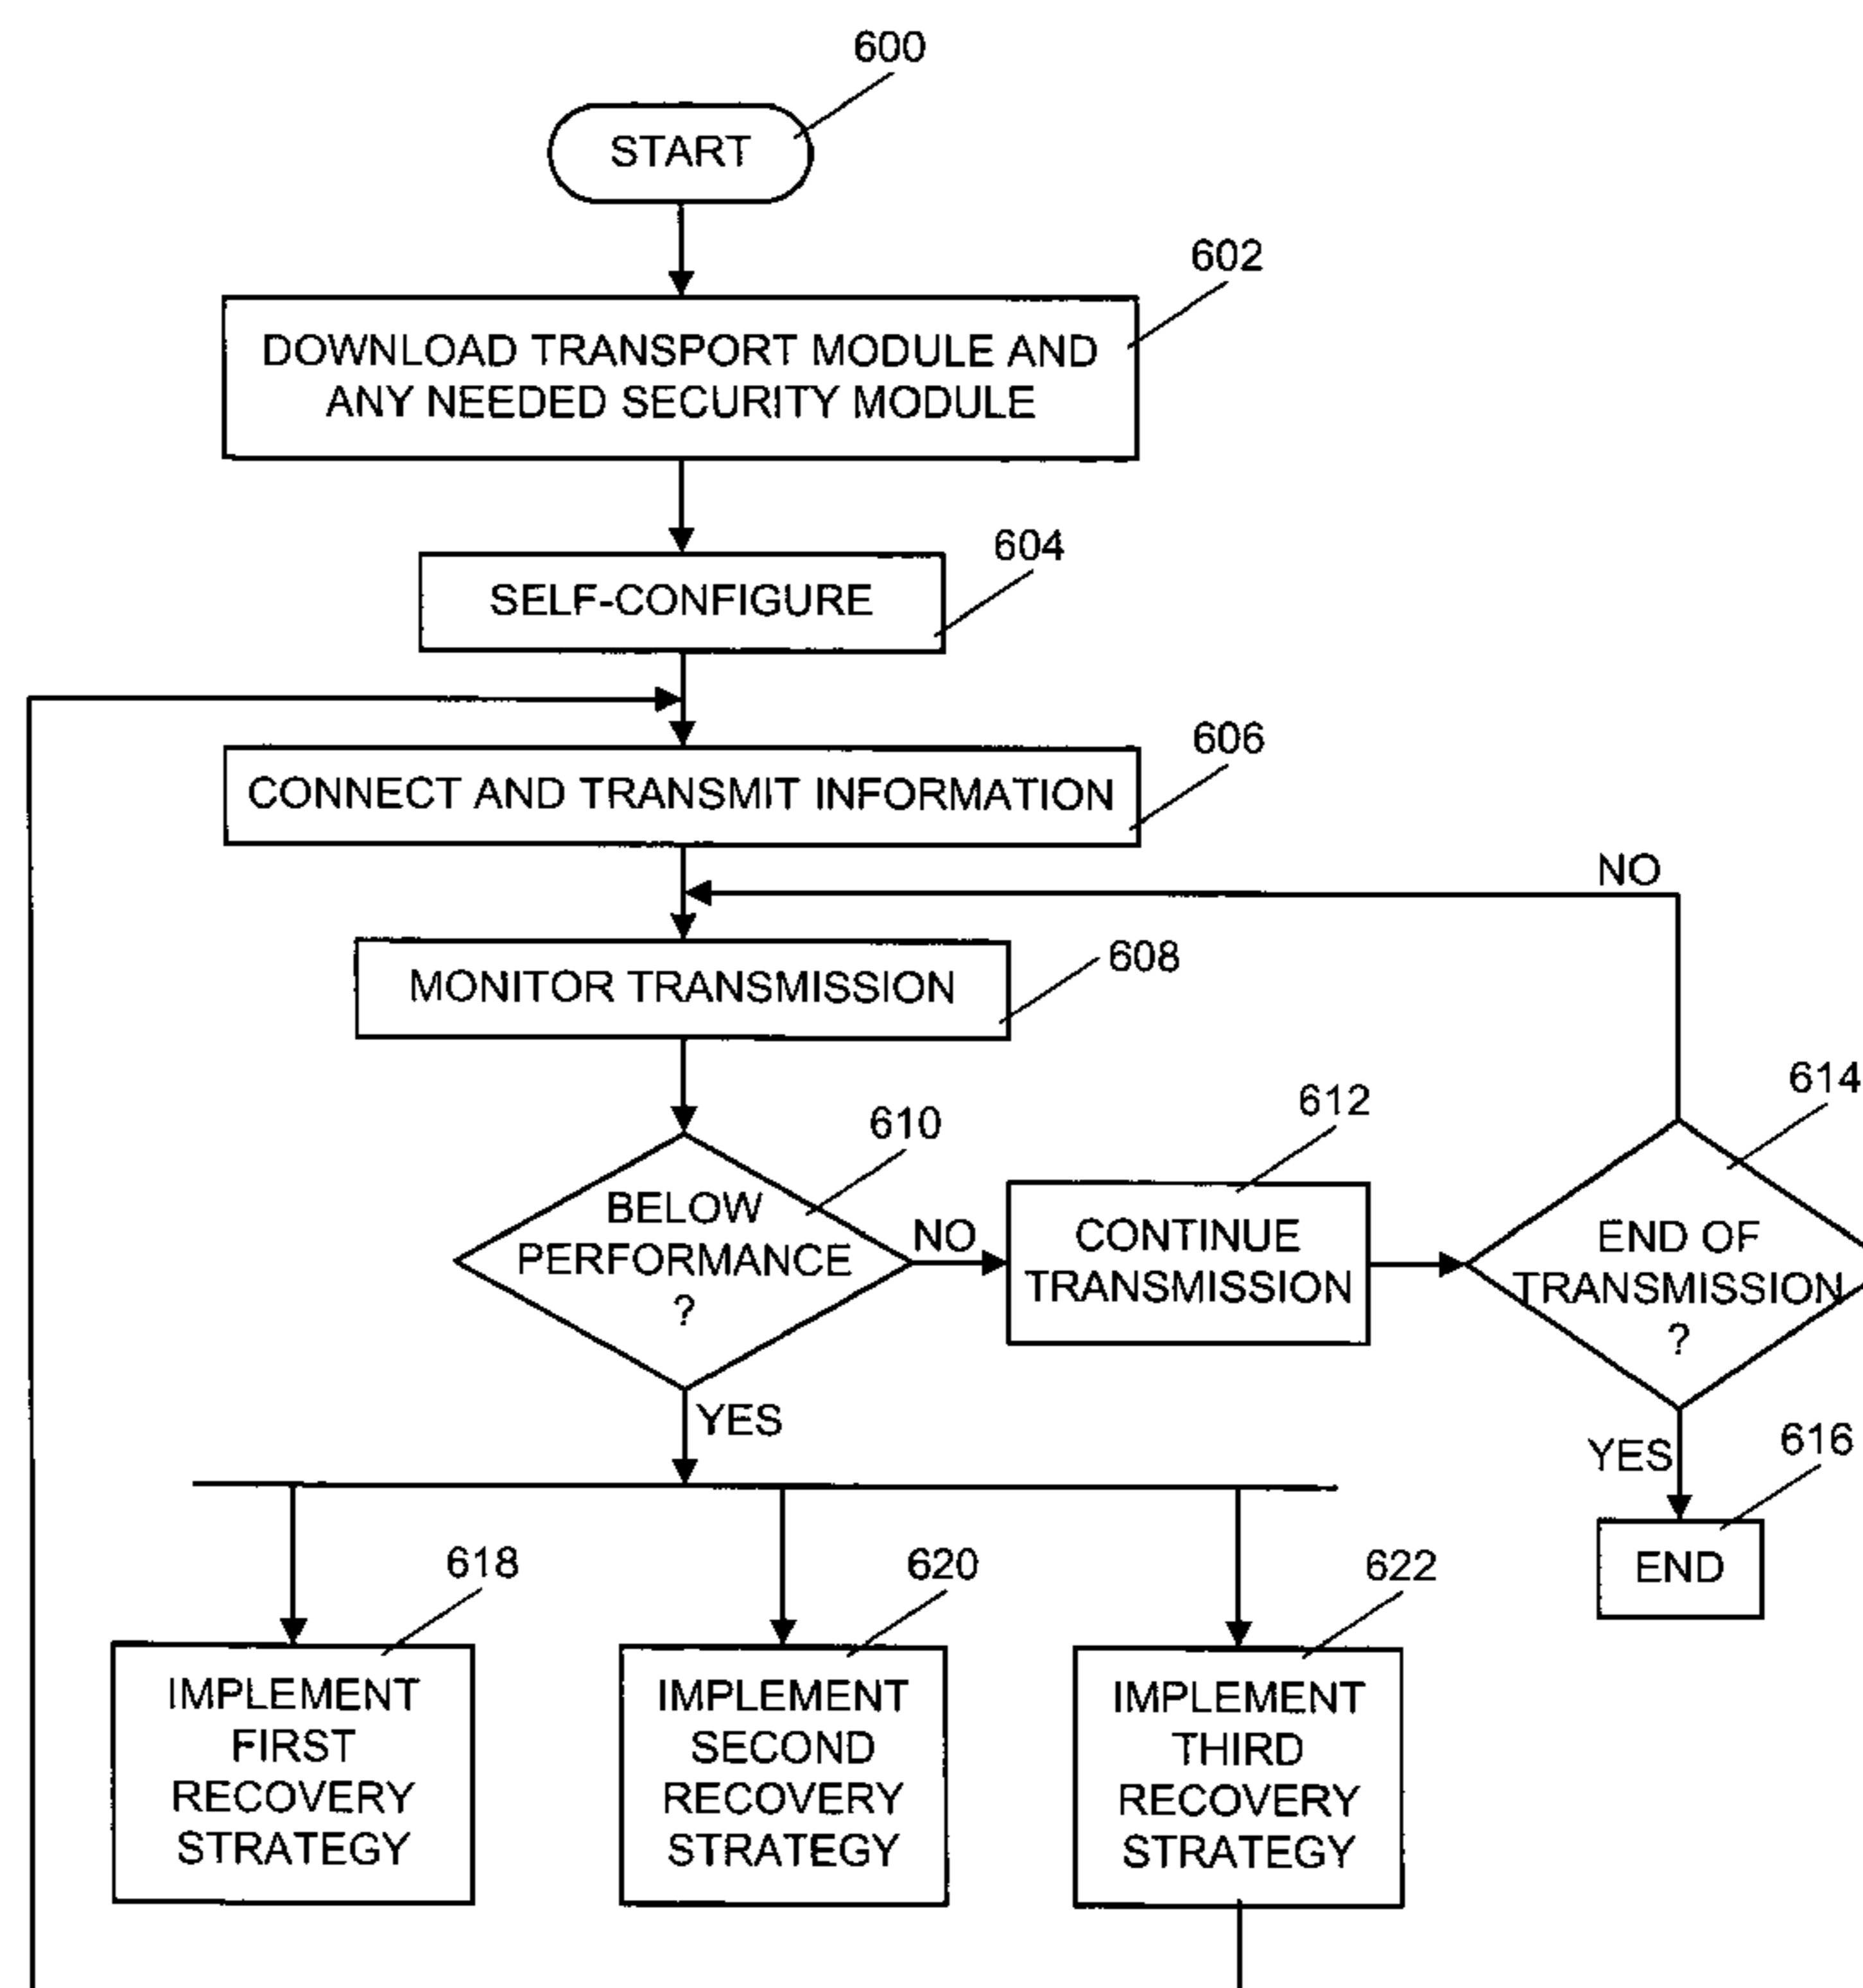 600
START
602
DOWNLOAD TRANSPORT MODULE AND
ANY NEEDED SECURITY MODULE
604
SELF-CONFIGURE
606
CONNECT AND TRANSMIT INFORMATION
NO
608
MONITOR TRANSMISSION
610
BELOW
PERFORMANCE
?
NO
612
CONTINUE
TRANSMISSION
614
END OF
TRANSMISSION
?
YES
YES
616
END
618
IMPLEMENT
FIRST
RECOVERY
STRATEGY
620
IMPLEMENT
SECOND
RECOVERY
STRATEGY
622
IMPLEMENT
THIRD
RECOVERY
STRATEGY